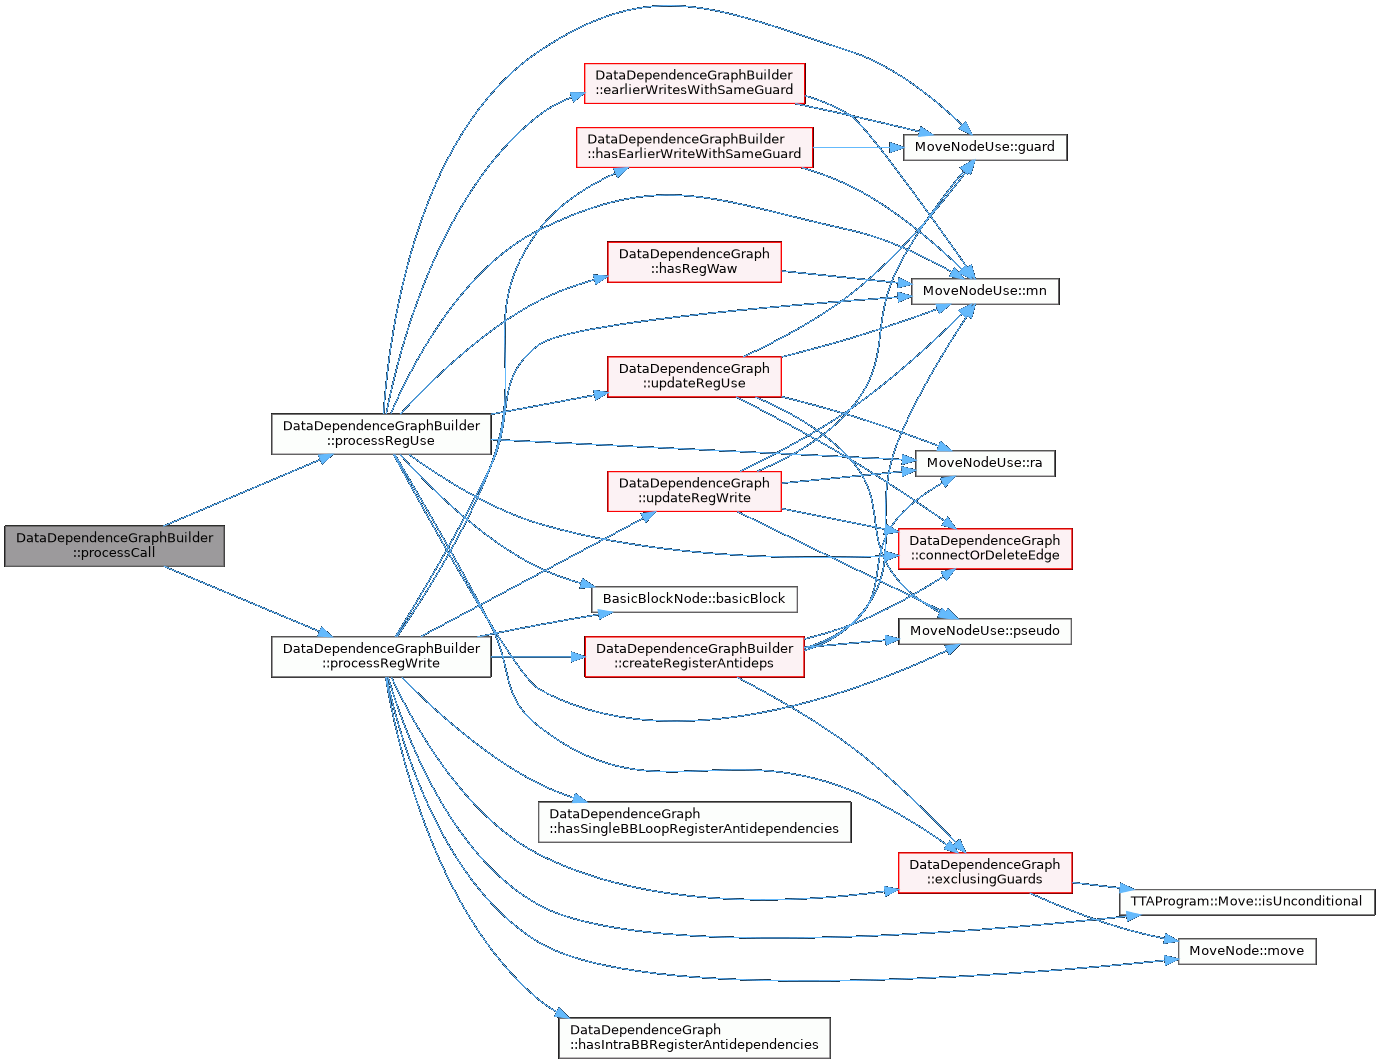 DataDependenceGraphBuilder
::earlierWritesWithSameGuard
DataDependenceGraphBuilder
::hasEarlierWriteWithSameGuard
MoveNodeUse::guard
DataDependenceGraph
::hasRegWaw
MoveNodeUse::mn
DataDependenceGraph
::updateRegUse
DataDependenceGraphBuilder
::processRegUse
MoveNodeUse::ra
DataDependenceGraph
::updateRegWrite
DataDependenceGraphBuilder
::processCall
DataDependenceGraph
::connectOrDeleteEdge
BasicBlockNode::basicBlock
MoveNodeUse::pseudo
DataDependenceGraphBuilder
::processRegWrite
DataDependenceGraphBuilder
::createRegisterAntideps
DataDependenceGraph
::hasSingleBBLoopRegisterAntidependencies
DataDependenceGraph
::exclusingGuards
TTAProgram::Move::isUnconditional
MoveNode::move
DataDependenceGraph
::hasIntraBBRegisterAntidependencies